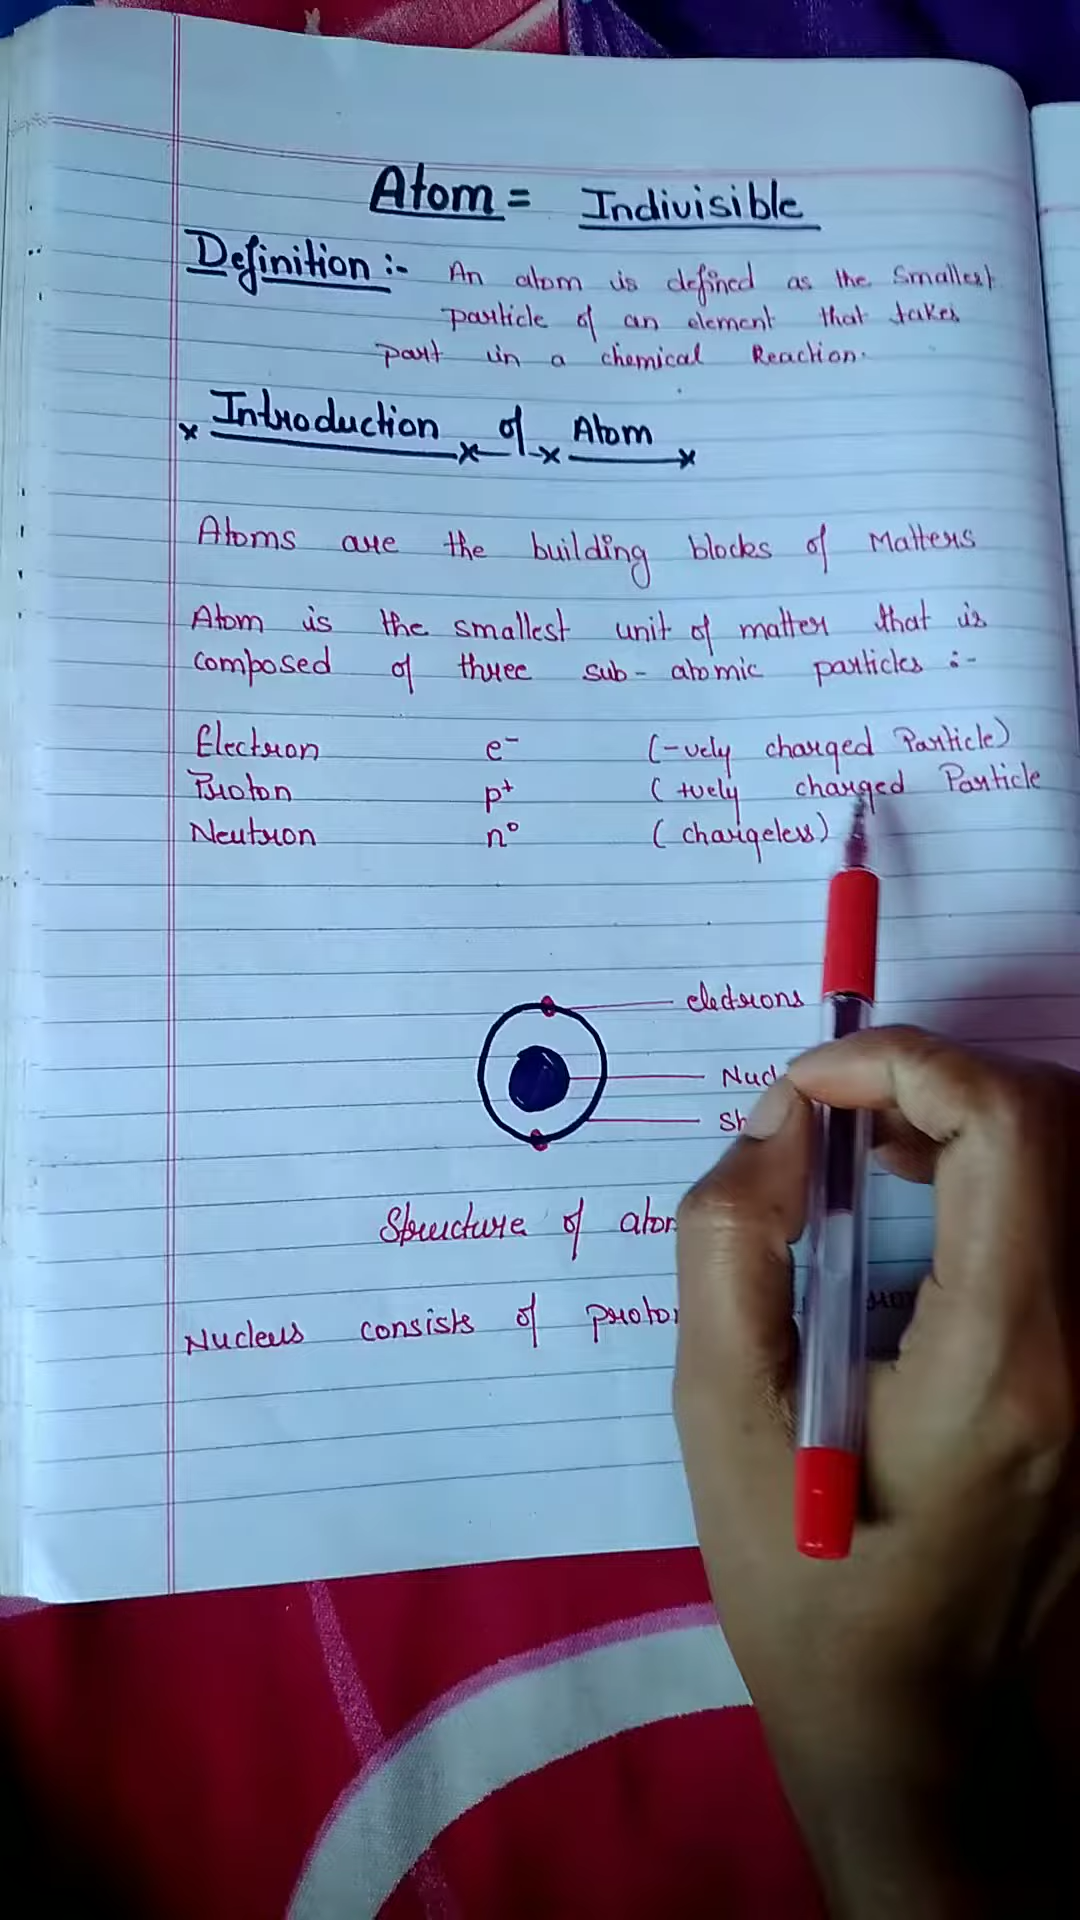 Atom = Indivisible
Definition :- An atom is defined as the smallest
particle of an element that takes
part in a chemical Reaction.
Introduction of Atom
Atoms are the building blocks of Matters
Atom is the smallest unit of matter that is
composed of three sub-atomic particles :-
Electron e⁻ (-vely charged Particle)
Proton p⁺ (+vely charged Particle
Neutron n⁰ (chargeless)
electrons
Structure of
Nucleus consists of